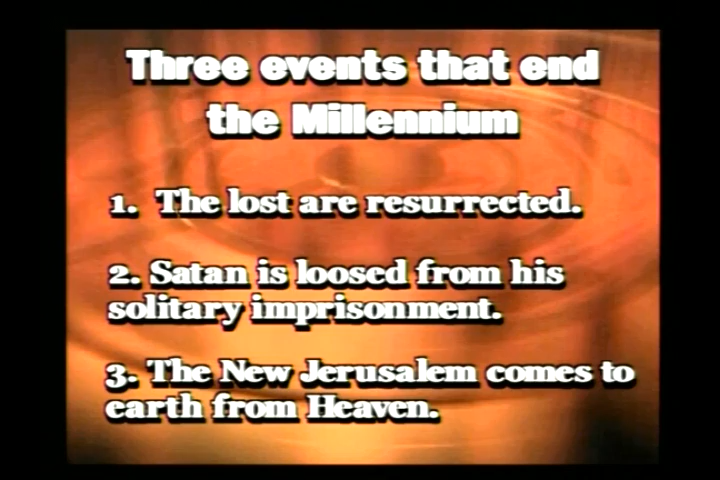 Three events that end
the Millennium
1. The lost are resurrected.
2. Satan is loosed from his
solitary imprisonment.
3. The New Jerusalem comes to
earth from Heaven.